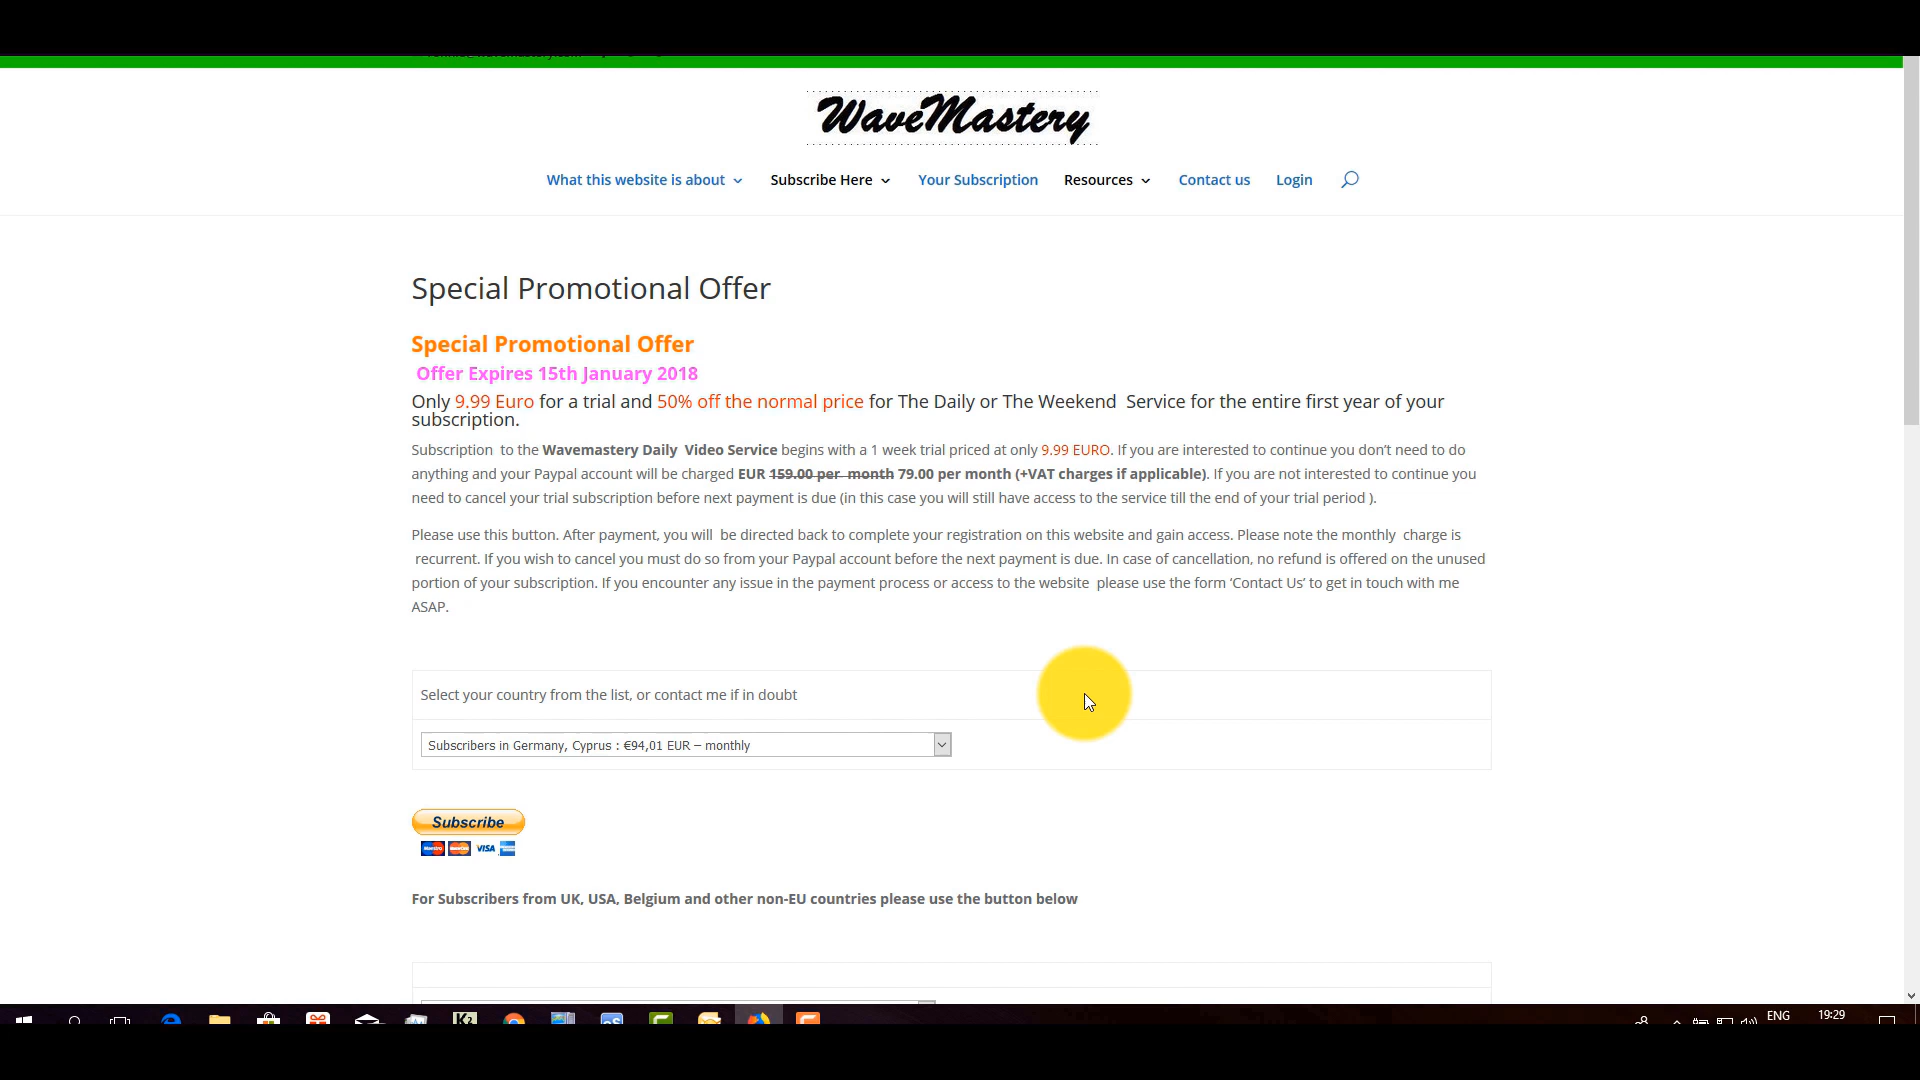 WaveMastery
What this website is about Subscribe Here Your Subscription Resources Contact us Login
Special Promotional Offer
Special Promotional Offer
Offer Expires 15th January 2018
Only 9.99 Euro for a trial and 50% off the normal price for The Daily or The Weekend Service for the entire first year of your
subscription.
Subscription to the Wavemastery Daily Video Service begins with a 1 week trial priced at only 9.99 EURO. If you are interested to continue you don't need to do
anything and your Paypal account will be charged EUR 159.00 per month 79.00 per month (+VAT charges if applicable). If you are not interested to continue you
need to cancel your trial subscription before next payment is due (in this case you will still have access to the service till the end of your trial period ).
Please use this button. After payment, you will be directed back to complete your registration on this website and gain access. Please note the monthly charge is
recurrent. If you wish to cancel you must do so from your Paypal account before the next payment is due. In case of cancellation, no refund is offered on the unused
portion of your subscription. If you encounter any issue in the payment process or access to the website please use the form ‘Contact Us’ to get in touch with me
ASAP.
Select your country from the list, or contact me if in doubt
Subscribers in Germany, Cyprus : €94,01 EUR – monthly
Subscribe
Maestro MasterCard VISA
For Subscribers from UK, USA, Belgium and other non-EU countries please use the button below
ENG 19:29